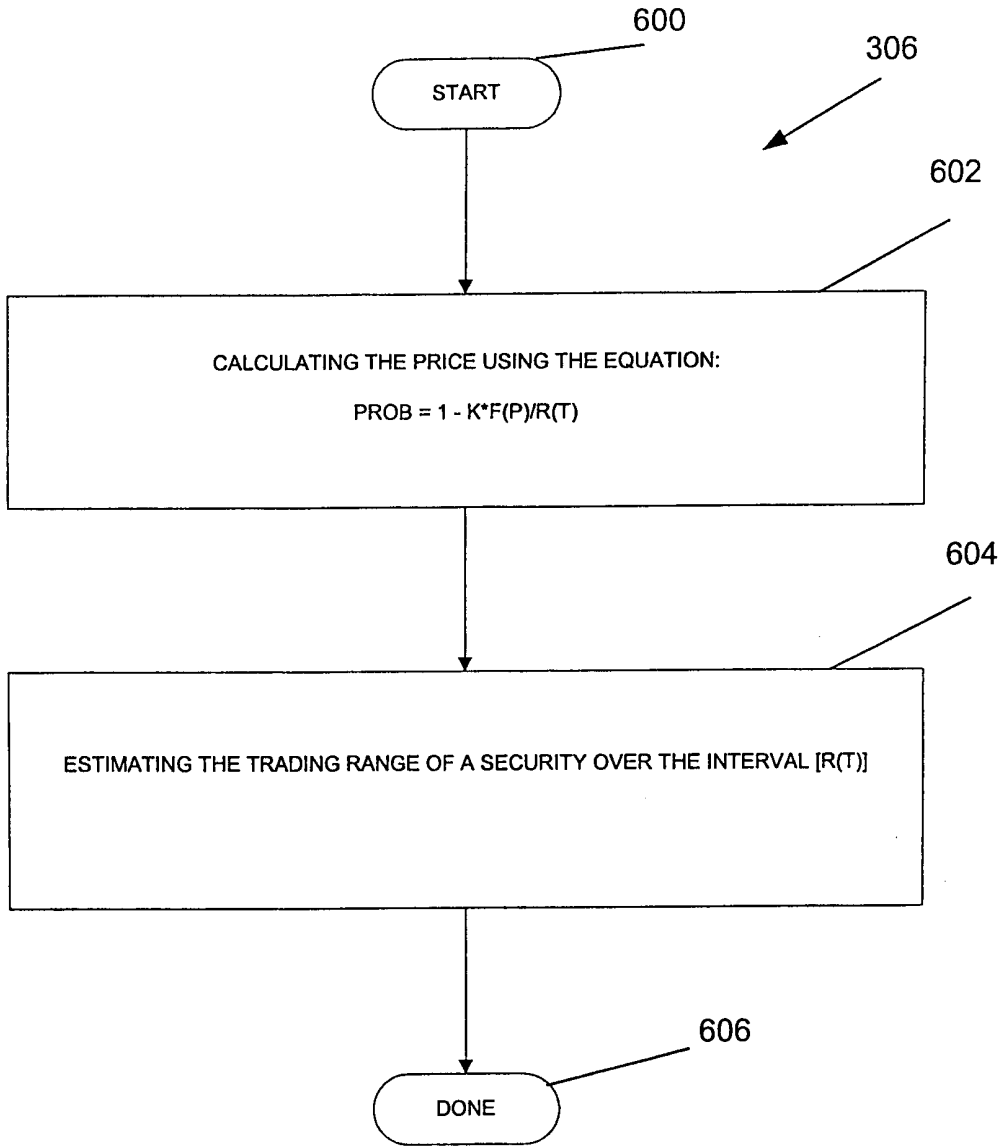 600
START
306
602
CALCULATING THE PRICE USING THE EQUATION:
PROB = 1 - K*F(P)/R(T)
604
ESTIMATING THE TRADING RANGE OF A SECURITY OVER THE INTERVAL [R(T)]
606
DONE